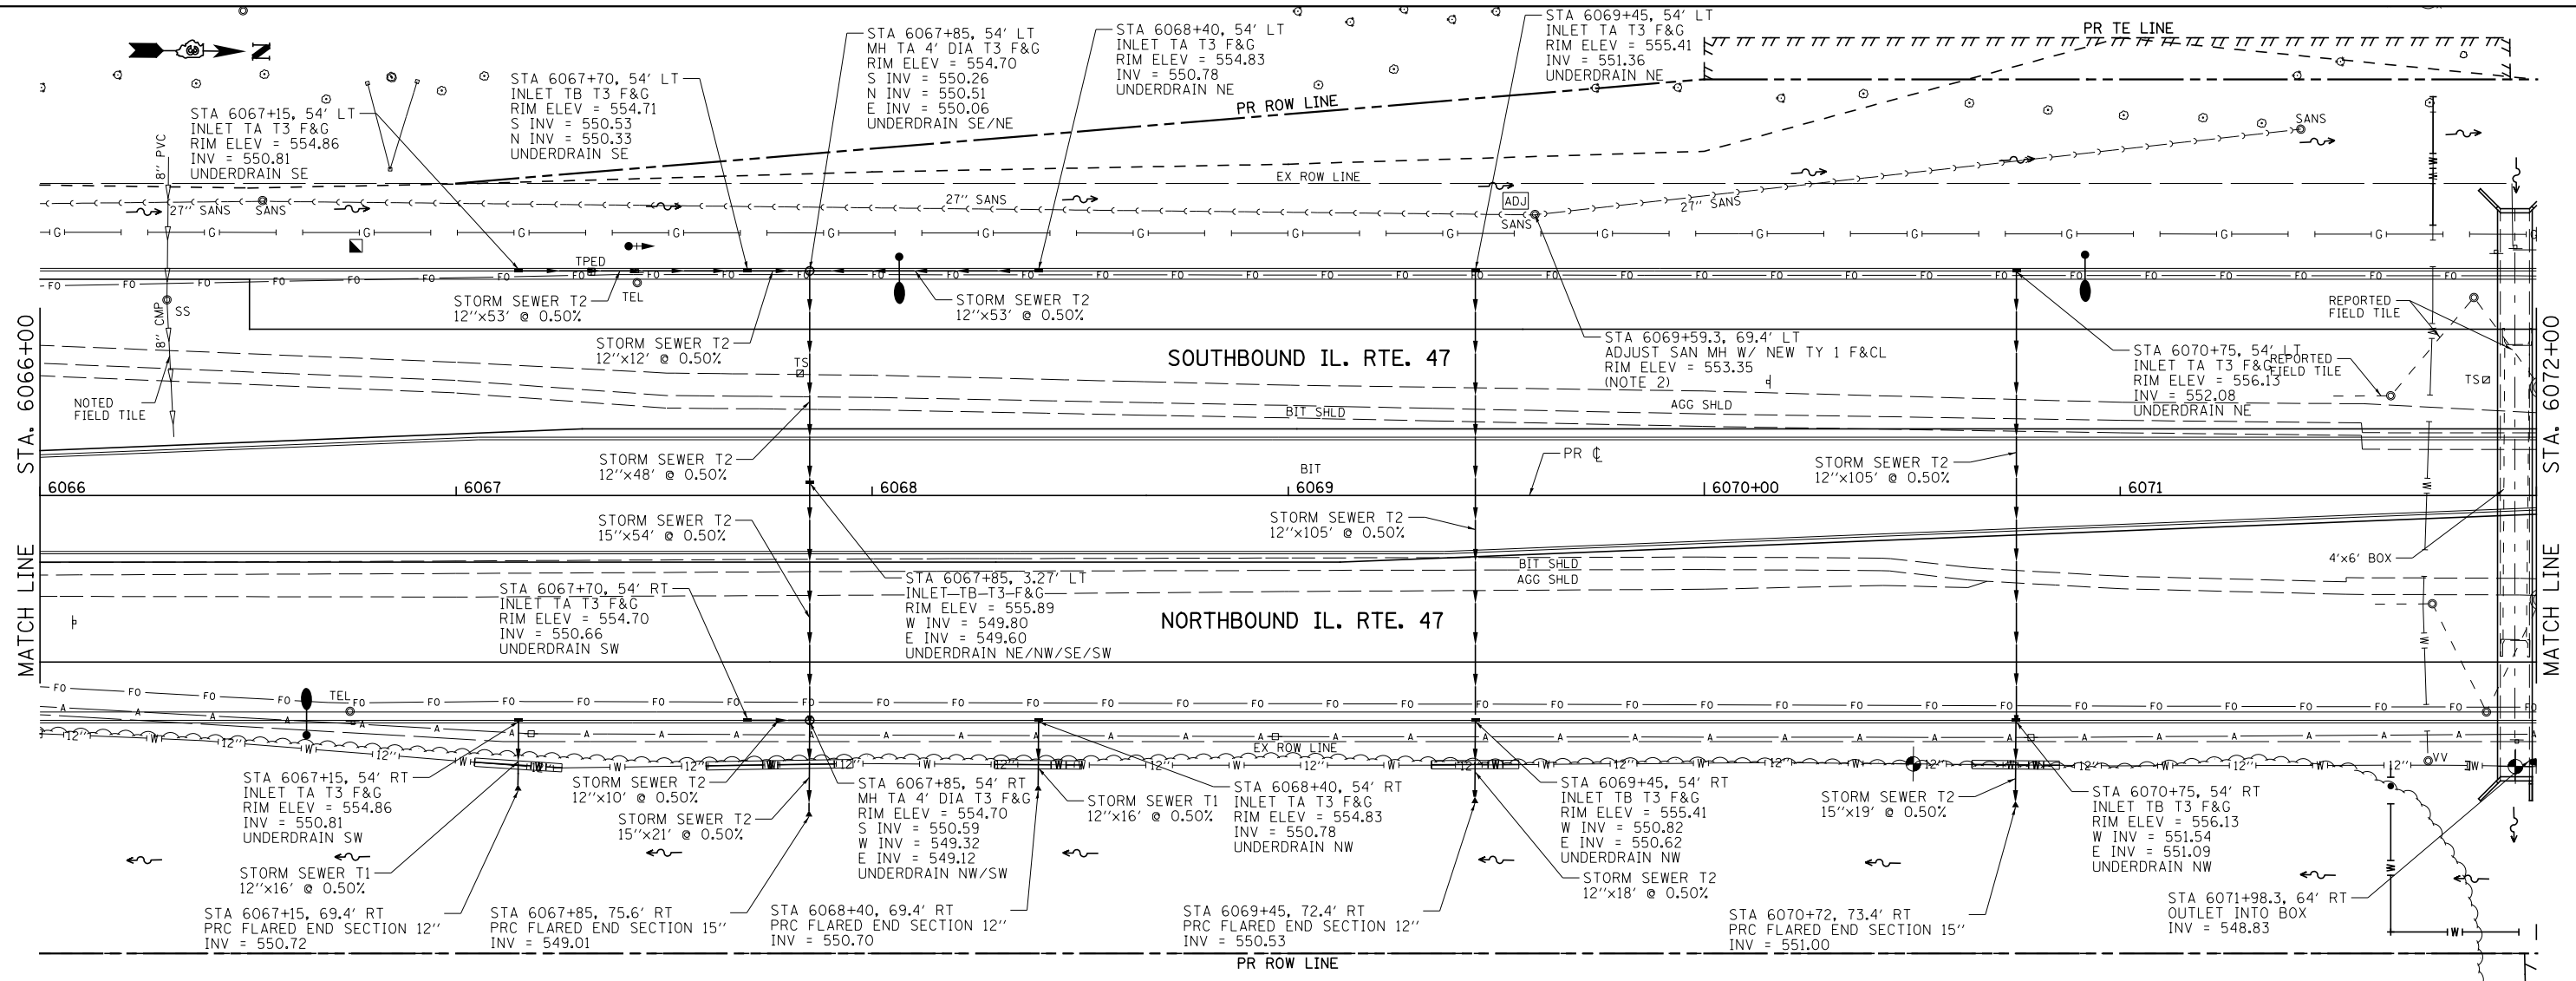 N
STA 6067+15, 54' LT
INLET TA T3 F&G
RIM ELEV = 554.86
INV = 550.81
UNDERDRAIN SE
STA 6067+70, 54' LT
INLET TB T3 F&G
RIM ELEV = 554.71
S INV = 550.53
N INV = 550.33
UNDERDRAIN SE
STA 6067+85, 54' LT
MH TA 4' DIA T3 F&G
RIM ELEV = 554.70
S INV = 550.26
N INV = 550.51
E INV = 550.06
UNDERDRAIN SE/NE
STA 6068+40, 54' LT
INLET TA T3 F&G
RIM ELEV = 554.83
INV = 550.78
UNDERDRAIN NE
STA 6069+45, 54' LT
INLET TA T3 F&G
RIM ELEV = 555.41
INV = 551.36
UNDERDRAIN NE
PR TE LINE
PR ROW LINE
EX ROW LINE
8'' PVC
27'' SANS
SANS
27'' SANS
ADJ
SANS
27'' SANS
SANS
TPED
TEL
SS
8'' CMP
STORM SEWER T2
12''x53' @ 0.50%
STORM SEWER T2
12''x12' @ 0.50%
STORM SEWER T2
12''x53' @ 0.50%
SOUTHBOUND IL. RTE. 47
STA 6069+59.3, 69.4' LT
ADJUST SAN MH W/ NEW TY 1 F&CL
RIM ELEV = 553.35
(NOTE 2)
STA 6070+75, 54' LT
INLET TA T3 F&G
RIM ELEV = 556.13
INV = 552.08
UNDERDRAIN NE
REPORTED
FIELD TILE
REPORTED
FIELD TILE
TS
TS
NOTED
FIELD TILE
BIT SHLD
AGG SHLD
MATCH LINE STA. 6066+00
MATCH LINE STA. 6072+00
STORM SEWER T2
12''x48' @ 0.50%
BIT
PR ℄
STORM SEWER T2
12''x105' @ 0.50%
6066
6067
6068
6069
6070+00
6071
STORM SEWER T2
15''x54' @ 0.50%
STORM SEWER T2
12''x105' @ 0.50%
BIT SHLD
AGG SHLD
4'x6' BOX
STA 6067+70, 54' RT
INLET TA T3 F&G
RIM ELEV = 554.70
INV = 550.66
UNDERDRAIN SW
STA 6067+85, 3.27' LT
INLET TB T3 F&G
RIM ELEV = 555.89
W INV = 549.80
E INV = 549.60
UNDERDRAIN NE/NW/SE/SW
NORTHBOUND IL. RTE. 47
TEL
EX ROW LINE
VV
STA 6067+15, 54' RT
INLET TA T3 F&G
RIM ELEV = 554.86
INV = 550.81
UNDERDRAIN SW
STORM SEWER T1
12''x16' @ 0.50%
STORM SEWER T2
12''x10' @ 0.50%
STORM SEWER T2
15''x21' @ 0.50%
STA 6067+85, 54' RT
MH TA 4' DIA T3 F&G
RIM ELEV = 554.70
S INV = 550.59
W INV = 549.32
E INV = 549.12
UNDERDRAIN NW/SW
STORM SEWER T1
12''x16' @ 0.50%
STA 6068+40, 54' RT
INLET TA T3 F&G
RIM ELEV = 554.83
INV = 550.78
UNDERDRAIN NW
STA 6069+45, 54' RT
INLET TB T3 F&G
RIM ELEV = 555.41
W INV = 550.82
E INV = 550.62
UNDERDRAIN NW
STORM SEWER T2
12''x18' @ 0.50%
STORM SEWER T2
15''x19' @ 0.50%
STA 6070+75, 54' RT
INLET TB T3 F&G
RIM ELEV = 556.13
W INV = 551.54
E INV = 551.09
UNDERDRAIN NW
STA 6067+15, 69.4' RT
PRC FLARED END SECTION 12''
INV = 550.72
STA 6067+85, 75.6' RT
PRC FLARED END SECTION 15''
INV = 549.01
STA 6068+40, 69.4' RT
PRC FLARED END SECTION 12''
INV = 550.70
STA 6069+45, 72.4' RT
PRC FLARED END SECTION 12''
INV = 550.53
STA 6070+72, 73.4' RT
PRC FLARED END SECTION 15''
INV = 551.00
STA 6071+98.3, 64' RT
OUTLET INTO BOX
INV = 548.83
PR ROW LINE